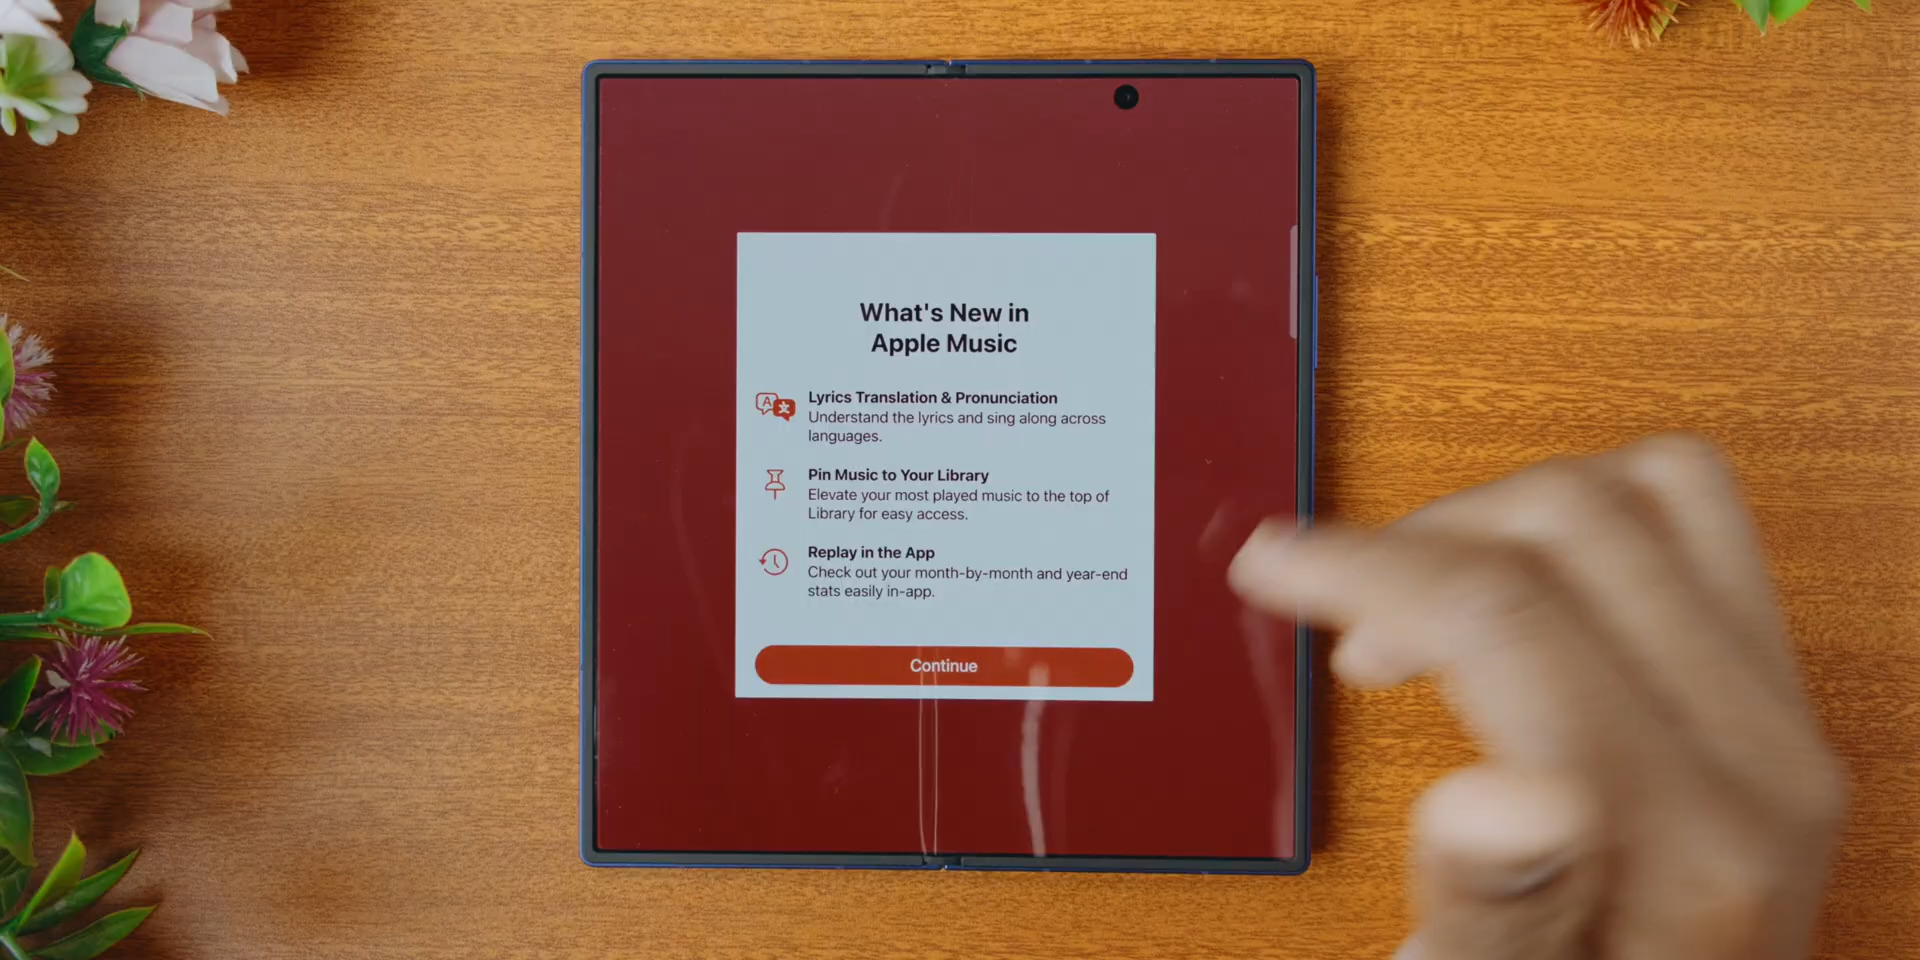 What's New in
Apple Music
Lyrics Translation & Pronunciation
Understand the lyrics and sing along across
languages.
Pin Music to Your Library
Elevate your most played music to the top of
Library for easy access.
Replay in the App
Check out your month-by-month and year-end
stats easily in-app.
Continue